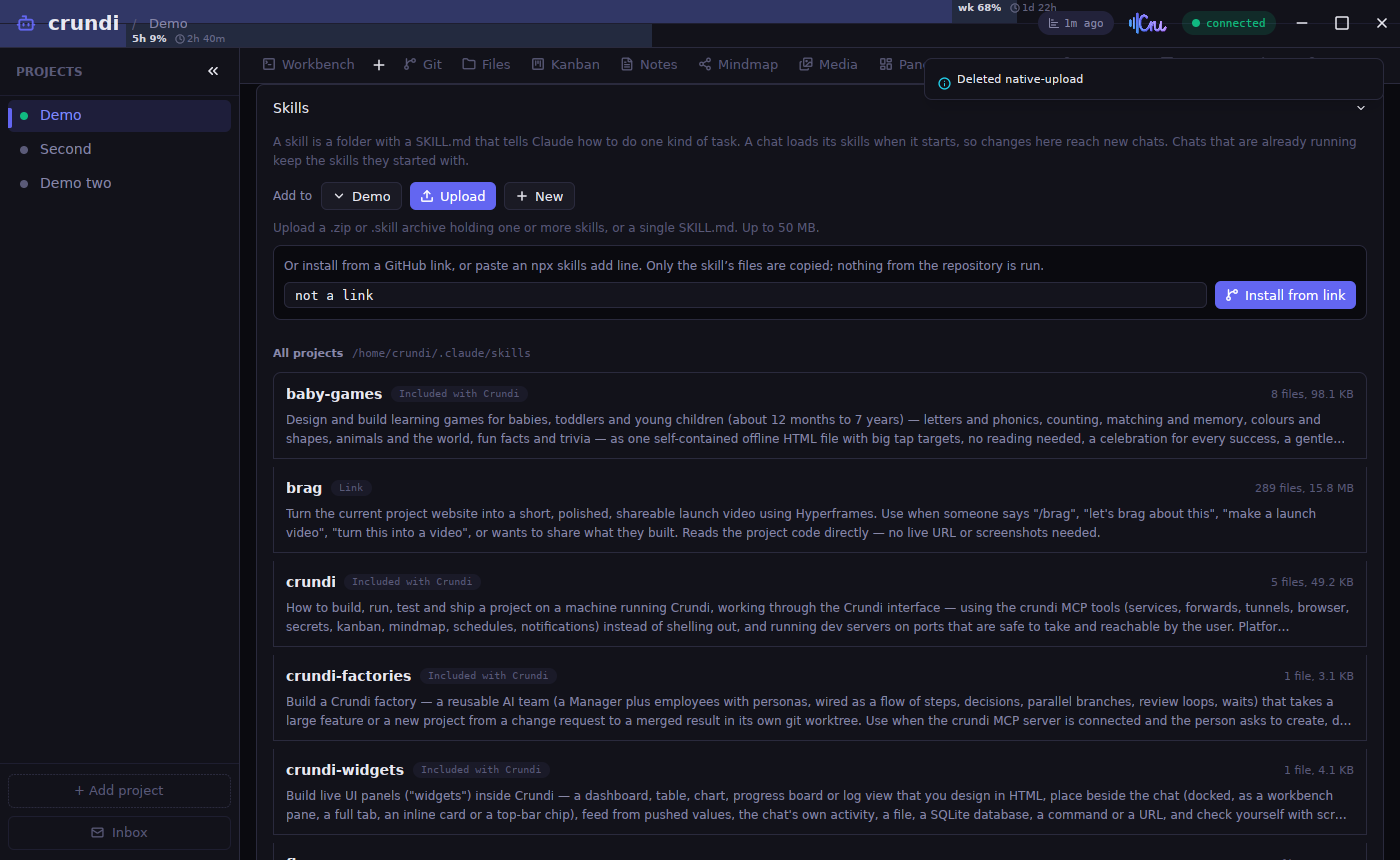 wk 68% 1d 22h
crundi / Demo
5h 9% 2h 40m
1m ago
Cru
connected
PROJECTS
Demo
Second
Demo two
+ Add project
Inbox
Workbench + Git Files Kanban Notes Mindmap Media
Deleted native-upload
Skills
A skill is a folder with a SKILL.md that tells Claude how to do one kind of task. A chat loads its skills when it starts, so changes here reach new chats. Chats that are already running
keep the skills they started with.
Add to Demo Upload + New
Upload a .zip or .skill archive holding one or more skills, or a single SKILL.md. Up to 50 MB.
Or install from a GitHub link, or paste an npx skills add line. Only the skill’s files are copied; nothing from the repository is run.
not a link Install from link
All projects /home/crundi/.claude/skills
baby-games Included with Crundi 8 files, 98.1 KB
Design and build learning games for babies, toddlers and young children (about 12 months to 7 years) — letters and phonics, counting, matching and memory, colours and
shapes, animals and the world, fun facts and trivia — as one self-contained offline HTML file with big tap targets, no reading needed, a celebration for every success, a gentle…
brag Link 289 files, 15.8 MB
Turn the current project website into a short, polished, shareable launch video using Hyperframes. Use when someone says "/brag", "let's brag about this", "make a launch
video", "turn this into a video", or wants to share what they built. Reads the project code directly — no live URL or screenshots needed.
crundi Included with Crundi 5 files, 49.2 KB
How to build, run, test and ship a project on a machine running Crundi, working through the Crundi interface — using the crundi MCP tools (services, forwards, tunnels, browser,
secrets, kanban, mindmap, schedules, notifications) instead of shelling out, and running dev servers on ports that are safe to take and reachable by the user. Platfor…
crundi-factories Included with Crundi 1 file, 3.1 KB
Build a Crundi factory — a reusable AI team (a Manager plus employees with personas, wired as a flow of steps, decisions, parallel branches, review loops, waits) that takes a
large feature or a new project from a change request to a merged result in its own git worktree. Use when the crundi MCP server is connected and the person asks to create, d…
crundi-widgets Included with Crundi 1 file, 4.1 KB
Build live UI panels ("widgets") inside Crundi — a dashboard, table, chart, progress board or log view that you design in HTML, place beside the chat (docked, as a workbench
pane, a full tab, an inline card or a top-bar chip), feed from pushed values, the chat's own activity, a file, a SQLite database, a command or a URL, and check yourself with scr…